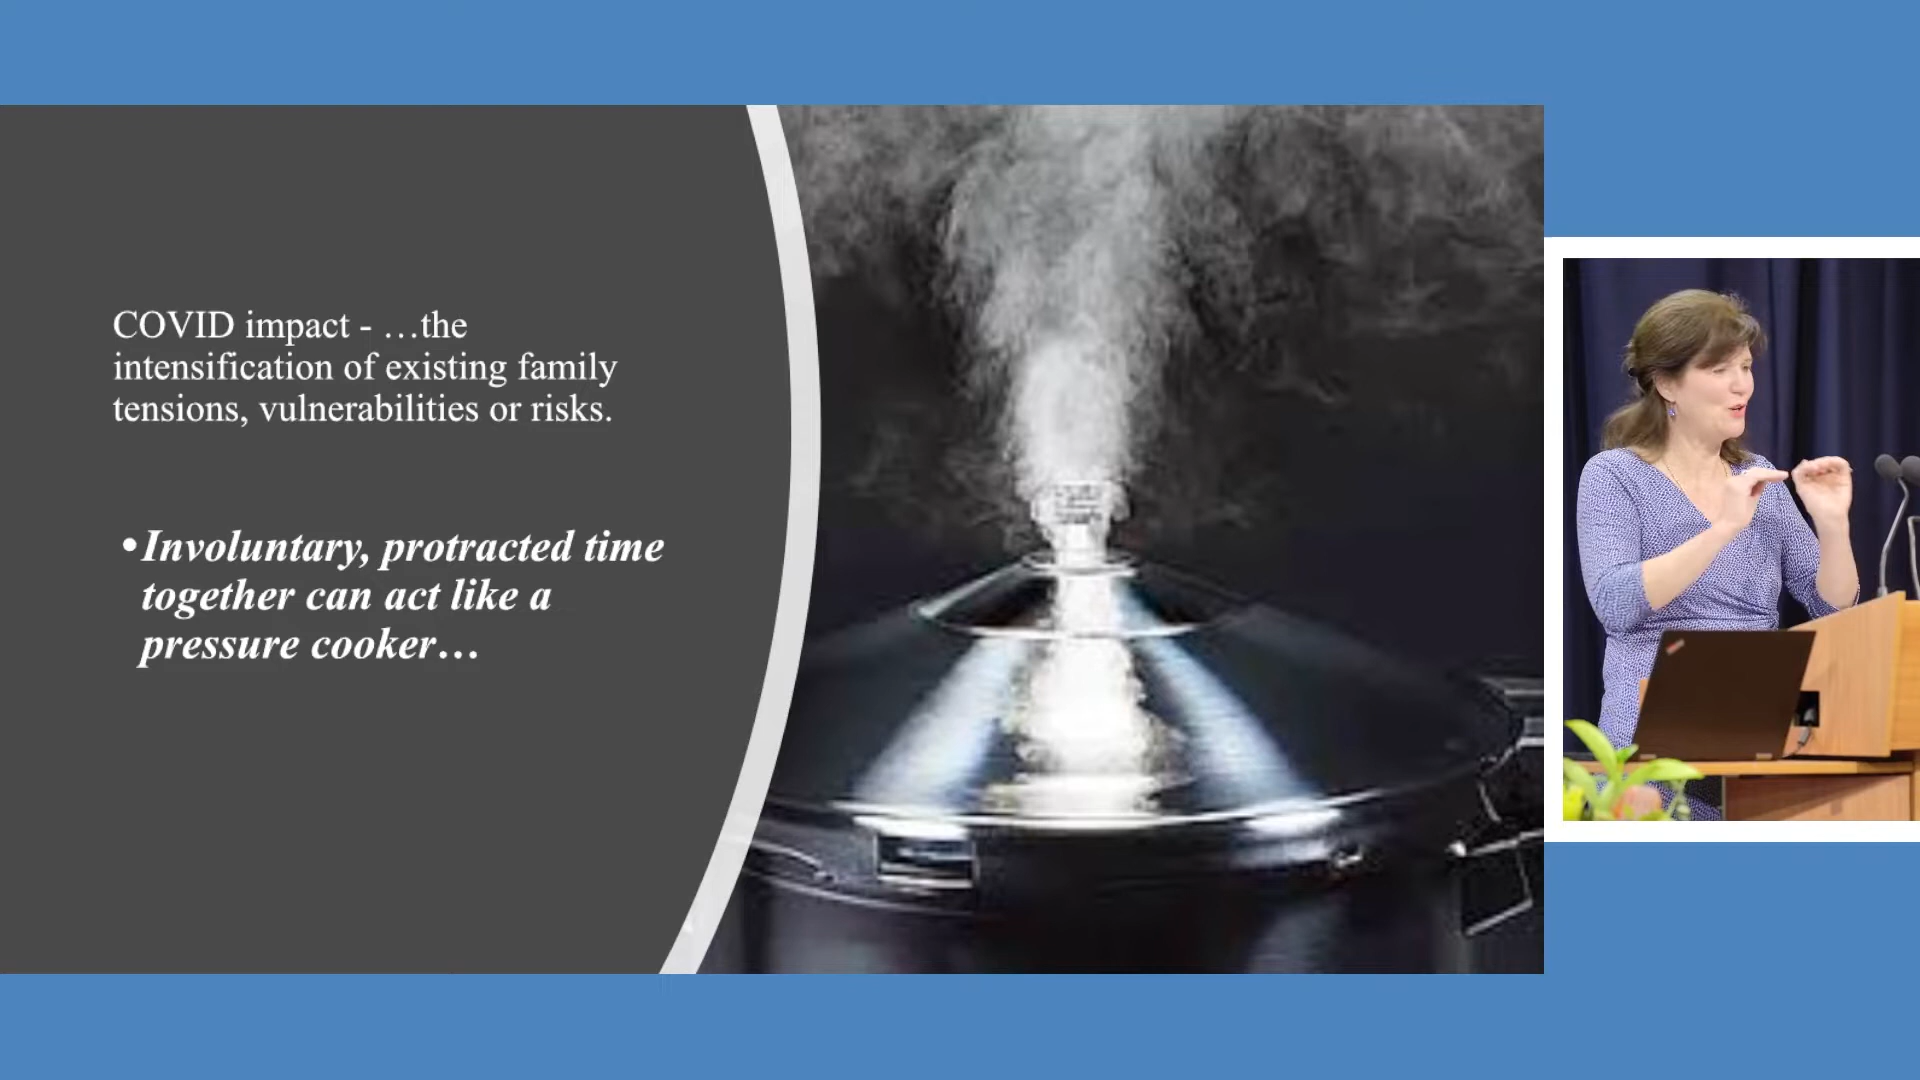 COVID impact - …the
intensification of existing family
tensions, vulnerabilities or risks.
•Involuntary, protracted time
together can act like a
pressure cooker…